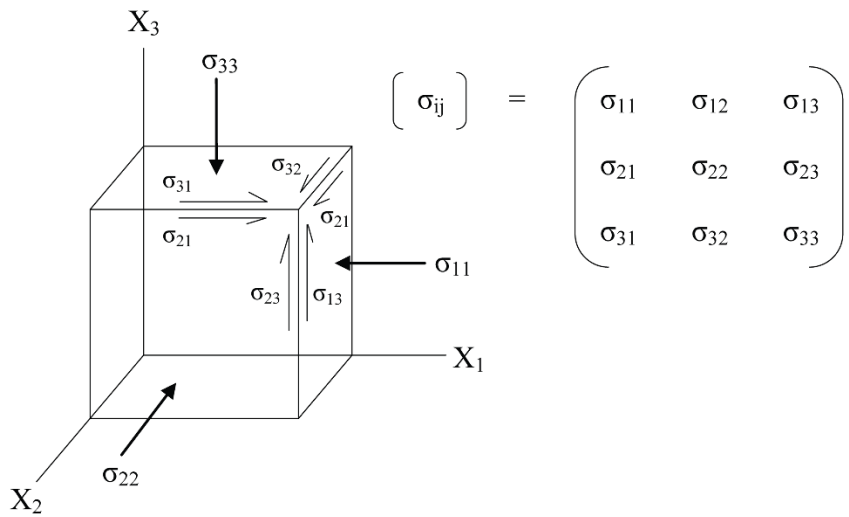 X₃
σ₃₃
[ σᵢⱼ ] = ( σ₁₁ σ₁₂ σ₁₃
σ₂₁ σ₂₂ σ₂₃
σ₃₁ σ₃₂ σ₃₃ )
σ₃₂
σ₃₁
σ₂₁
σ₂₁
σ₁₁
σ₂₃ σ₁₃
X₁
σ₂₂
X₂